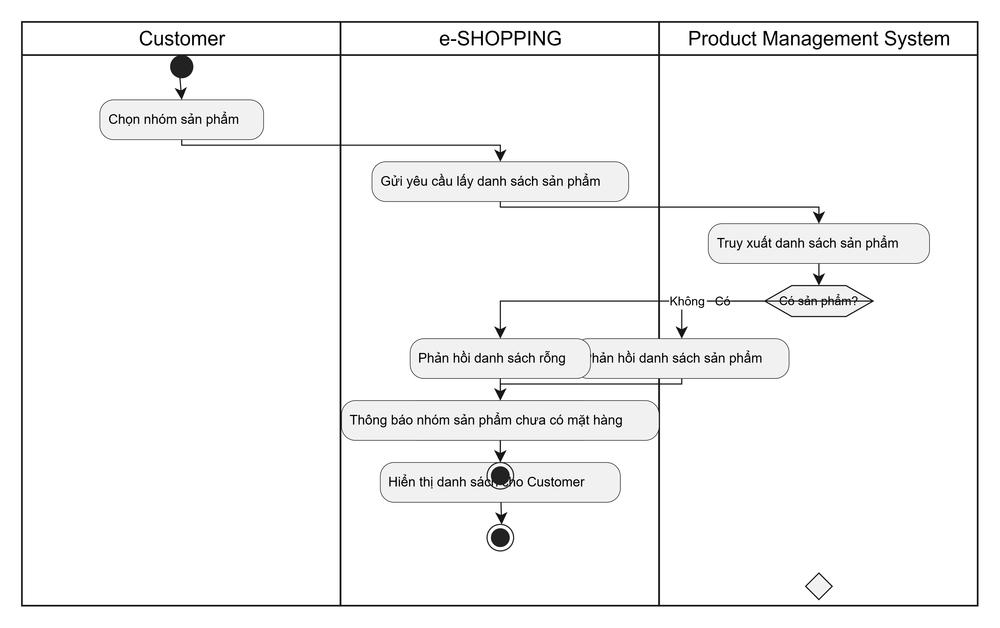 Customer
e-SHOPPING
Product Management System
Chọn nhóm sản phẩm
Gửi yêu cầu lấy danh sách sản phẩm
Truy xuất danh sách sản phẩm
Không
Có
Có sản phẩm?
Phản hồi danh sách rỗng
Phản hồi danh sách sản phẩm
Thông báo nhóm sản phẩm chưa có mặt hàng
Hiển thị danh sách cho Customer